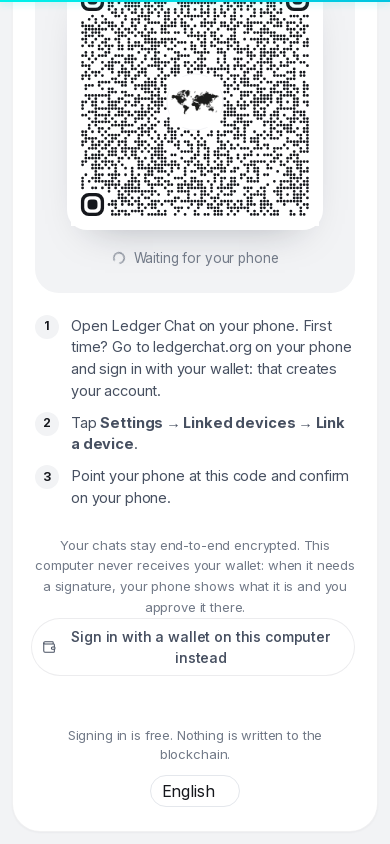 Waiting for your phone
1
Open Ledger Chat on your phone. First
time? Go to ledgerchat.org on your phone
and sign in with your wallet: that creates
your account.
2
Tap Settings → Linked devices → Link
a device.
3
Point your phone at this code and confirm
on your phone.
Your chats stay end-to-end encrypted. This
computer never receives your wallet: when it needs
a signature, your phone shows what it is and you
approve it there.
Sign in with a wallet on this computer
instead
Signing in is free. Nothing is written to the
blockchain.
English